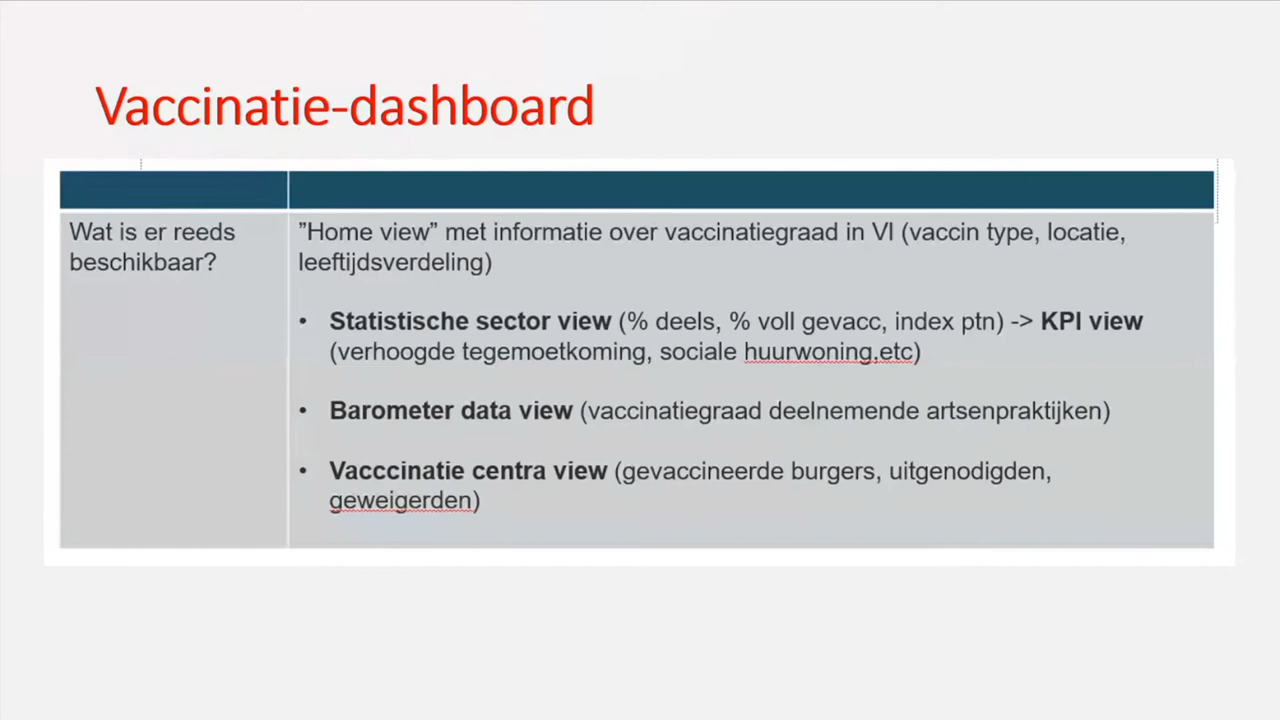 Vaccinatie-dashboard
Wat is er reeds
beschikbaar?
”Home view” met informatie over vaccinatiegraad in Vl (vaccin type, locatie,
leeftijdsverdeling)
• Statistische sector view (% deels, % voll gevacc, index ptn) -> KPI view
(verhoogde tegemoetkoming, sociale huurwoning,etc)
• Barometer data view (vaccinatiegraad deelnemende artsenpraktijken)
• Vacccinatie centra view (gevaccineerde burgers, uitgenodigden,
geweigerden)